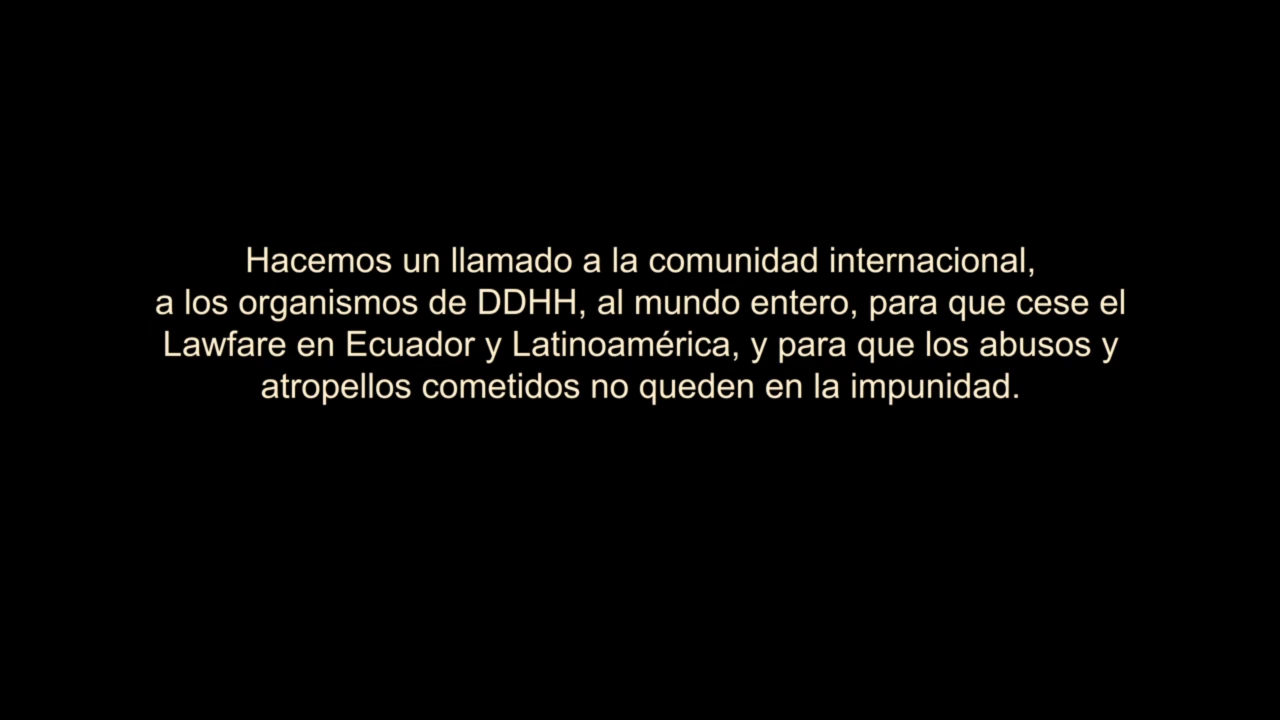 Hacemos un llamado a la comunidad internacional,
a los organismos de DDHH, al mundo entero, para que cese el
Lawfare en Ecuador y Latinoamérica, y para que los abusos y
atropellos cometidos no queden en la impunidad.